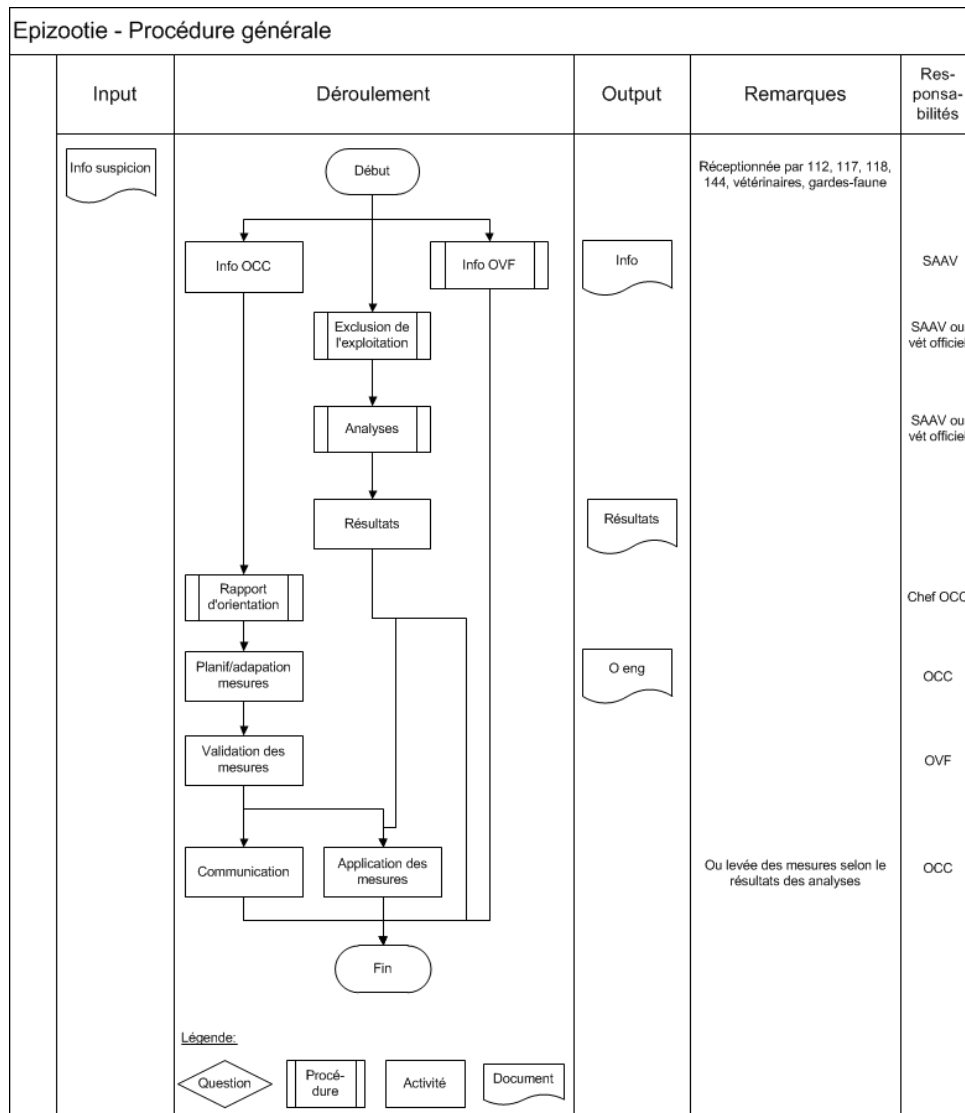 Epizootie - Procédure générale
Input
Déroulement
Output
Remarques
Res-
ponsa-
bilités
Info suspicion
Début
Réceptionnée par 112, 117, 118,
144, vétérinaires, gardes-faune
Info OCC
Info OVF
Info
SAAV
Exclusion de
l'exploitation
SAAV ou
vét officiel
Analyses
SAAV ou
vét officiel
Résultats
Résultats
Rapport
d'orientation
Chef OCC
Planif/adapation
mesures
O eng
OCC
Validation des
mesures
OVF
Communication
Application des
mesures
Ou levée des mesures selon le
résultats des analyses
OCC
Fin
Légende:
Question
Procé-
dure
Activité
Document